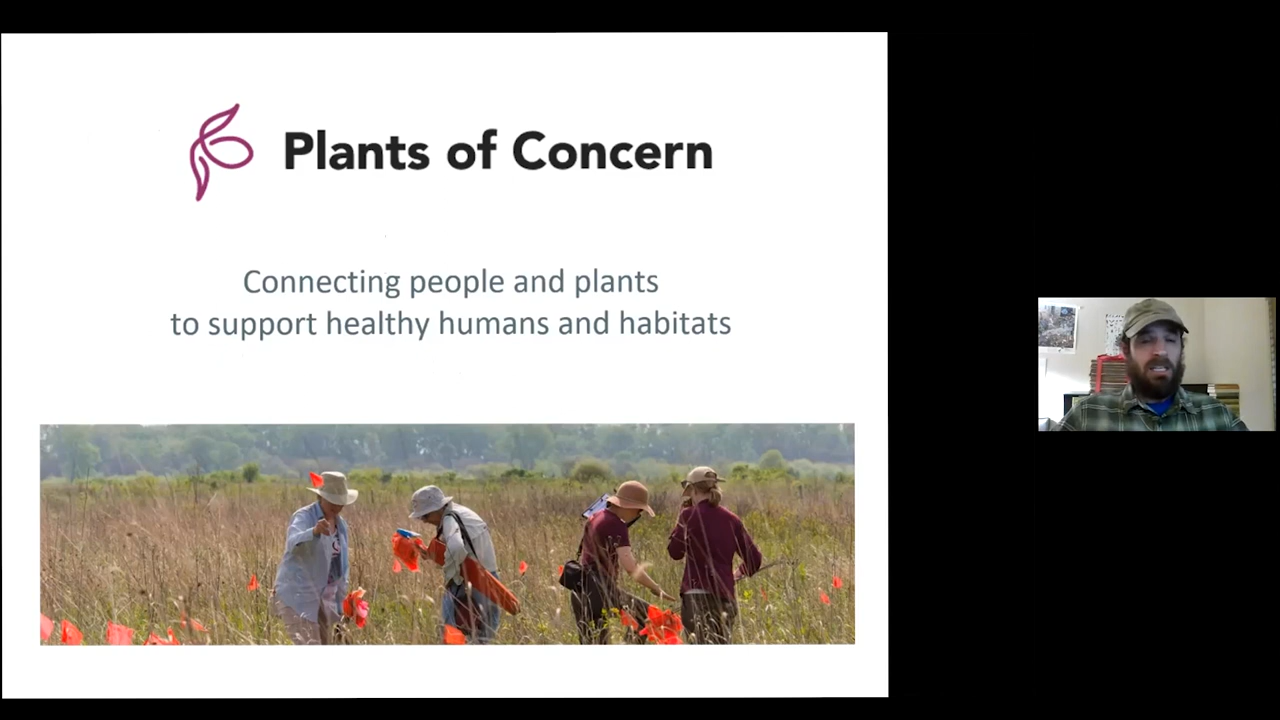 Plants of Concern
Connecting people and plants
to support healthy humans and habitats